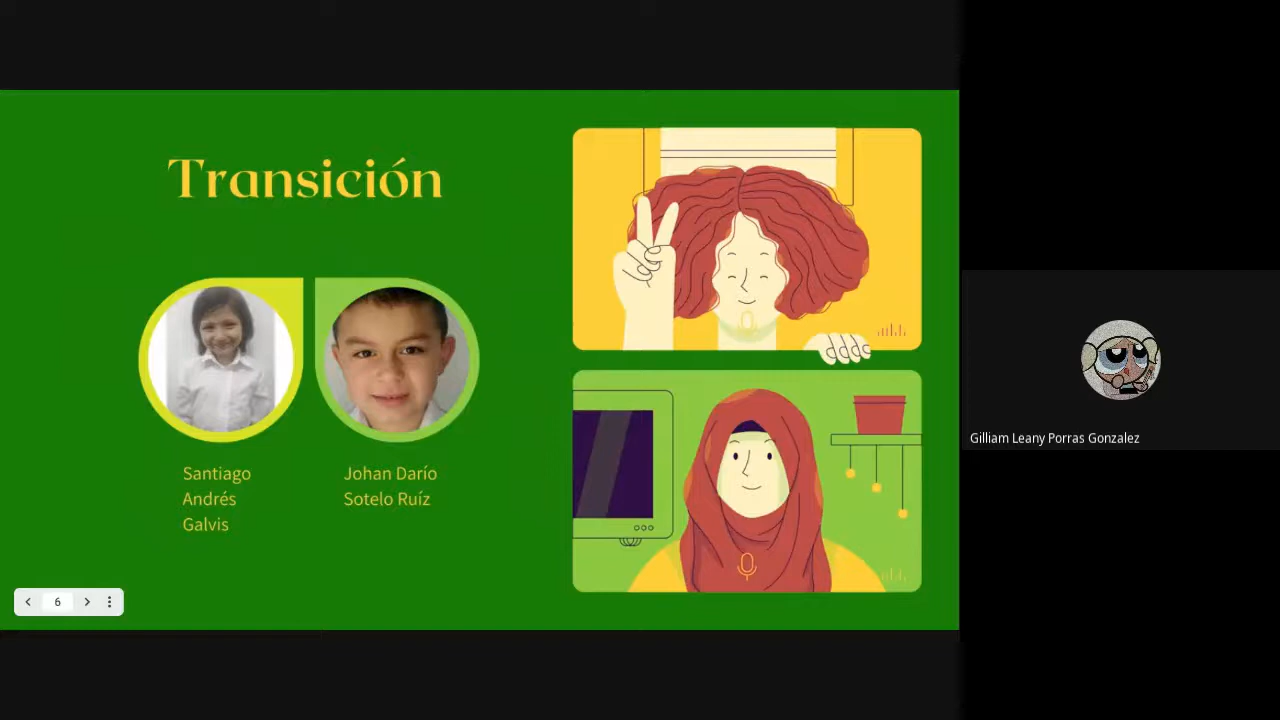 Transición
Santiago
Andrés
Galvis
Johan Darío
Sotelo Ruíz
6
Gilliam Leany Porras Gonzalez